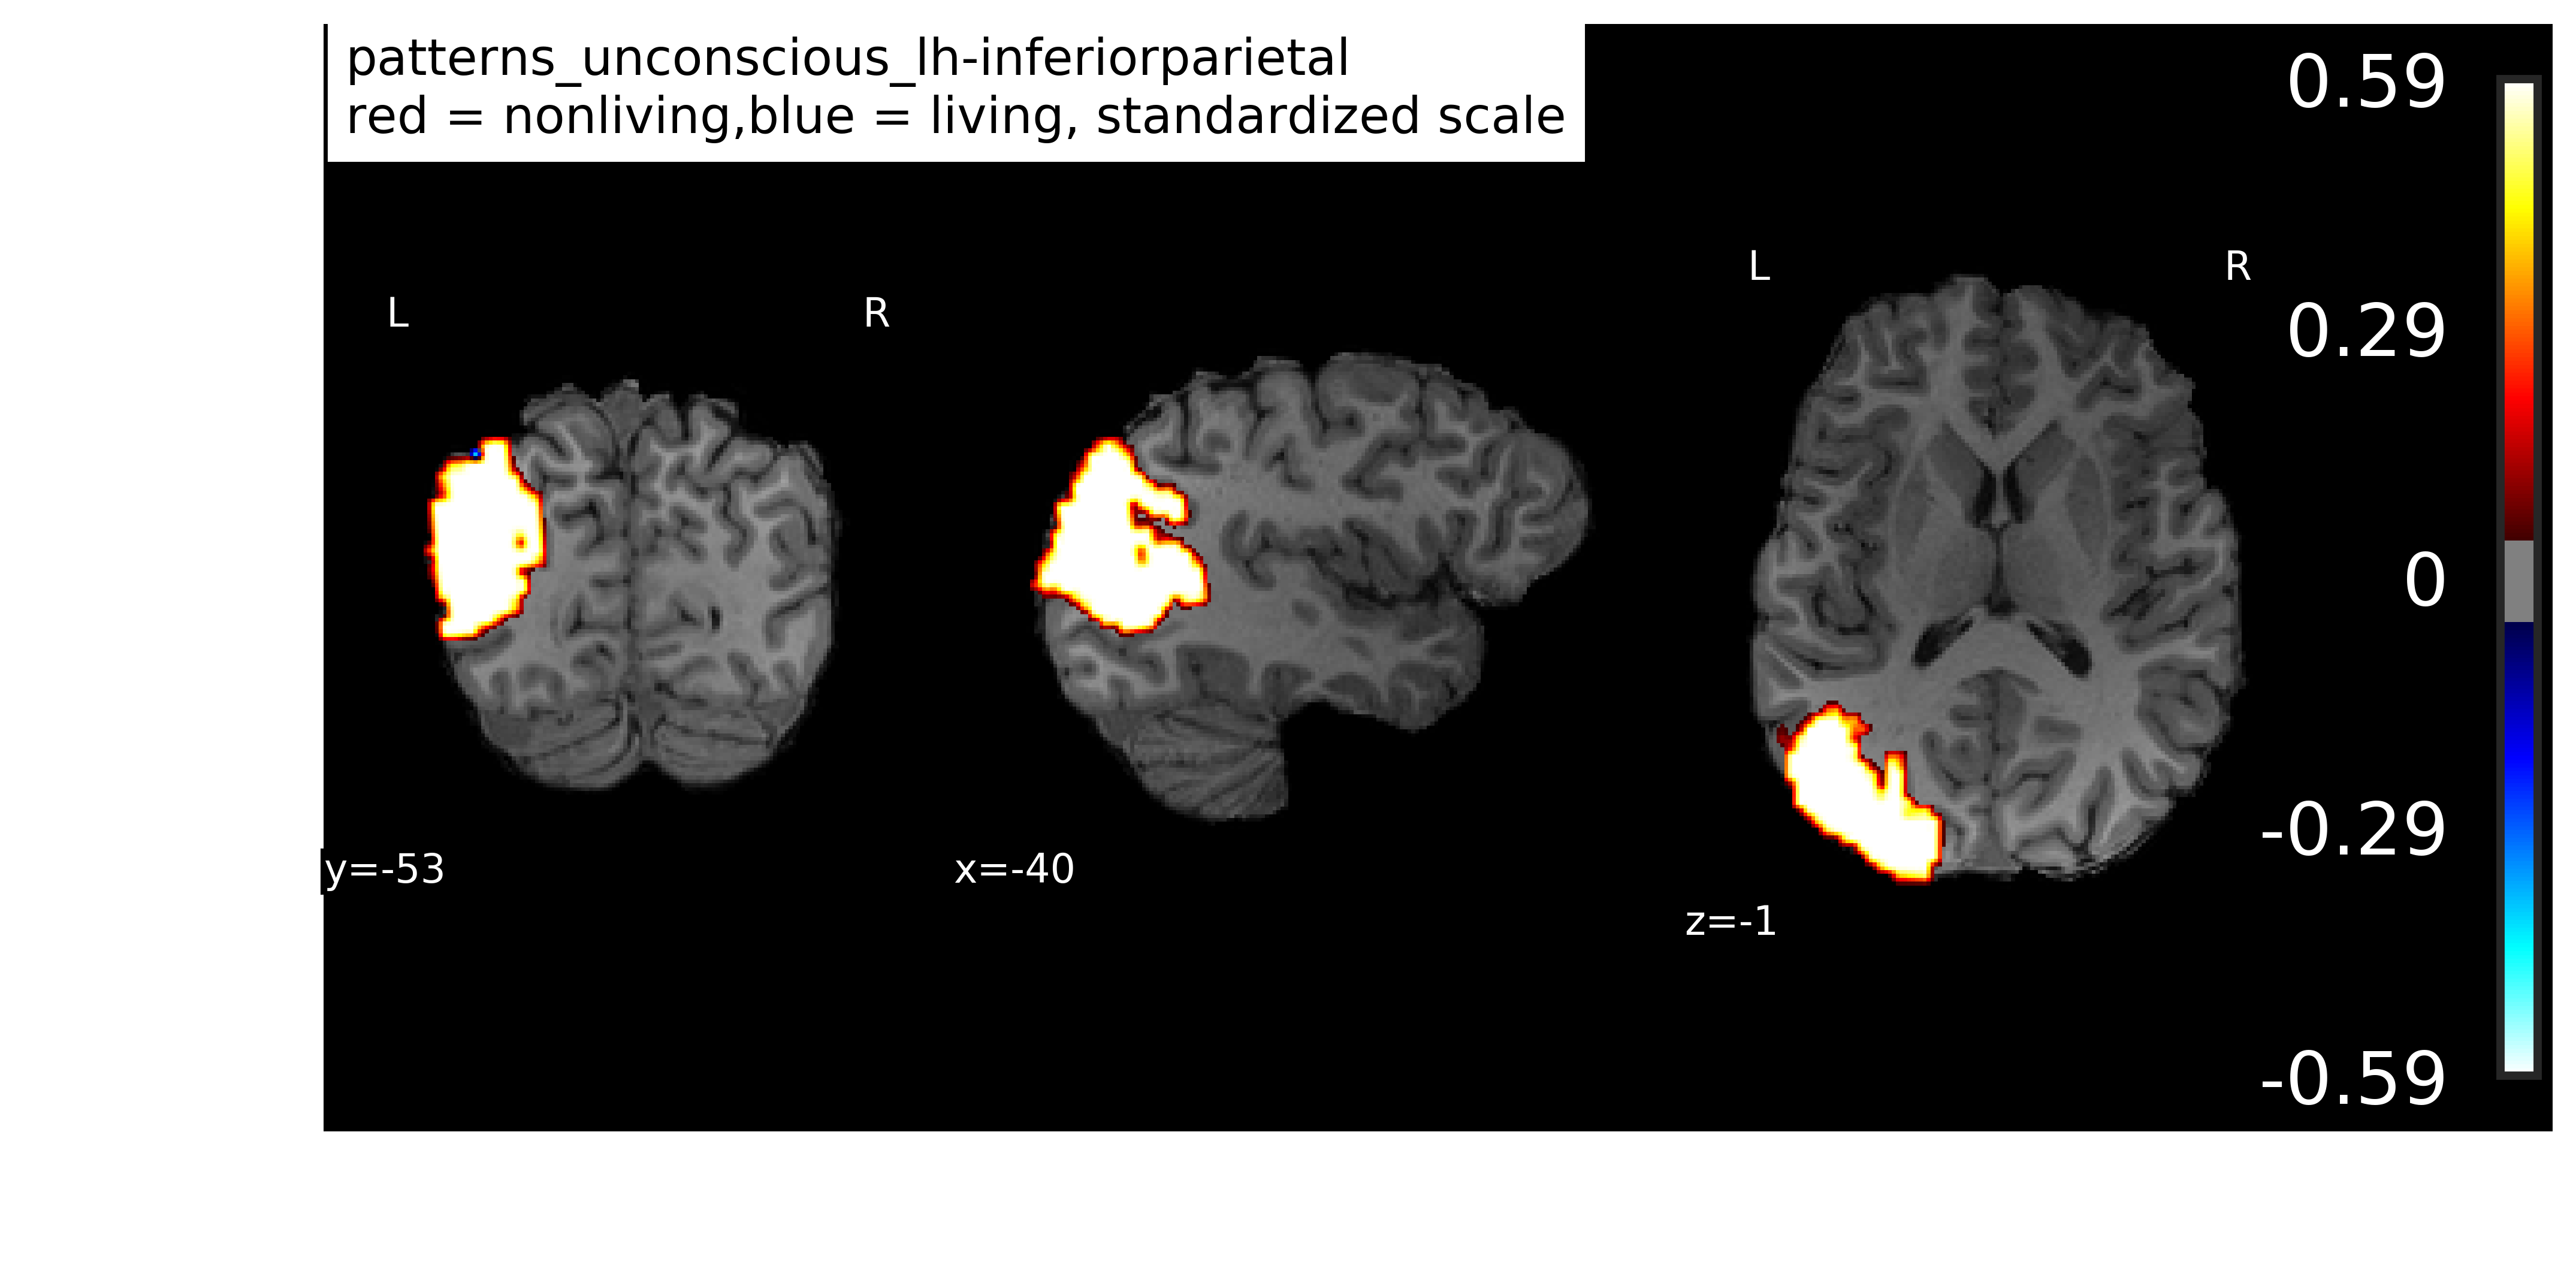 patterns_unconscious_lh-inferiorparietal
red = nonliving,blue = living, standardized scale
L R
y=-53
x=-40
L R
z=-1
0.59
0.29
0
-0.29
-0.59